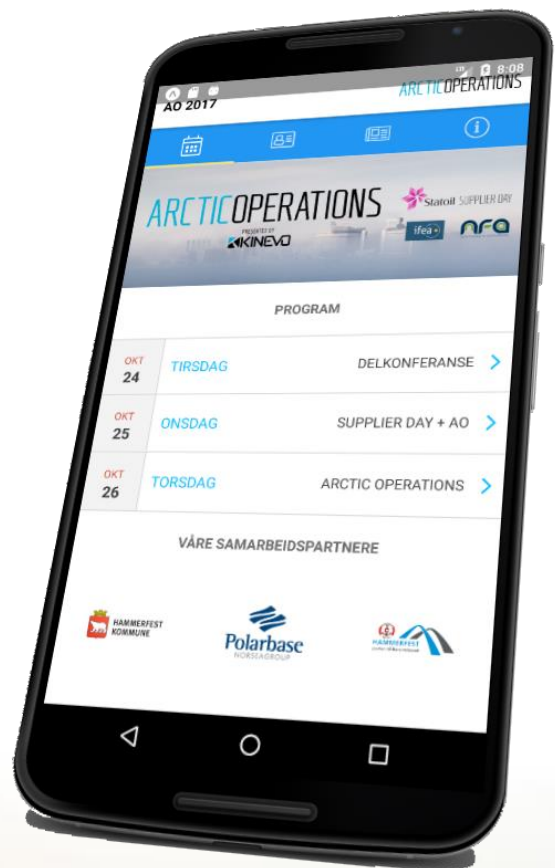 LTE 8:08
AO 2017
ARCTICOPERATIONS
ARCTICOPERATIONS
PRESENTED BY
KINEVO
Statoil SUPPLIER DAY
ifea
nfa
PROGRAM
OKT
24 TIRSDAG DELKONFERANSE
OKT
25 ONSDAG SUPPLIER DAY + AO
OKT
26 TORSDAG ARCTIC OPERATIONS
VÅRE SAMARBEIDSPARTNERE
HAMMERFEST
KOMMUNE
Polarbase
NORSEAGROUP
HAMMERFEST